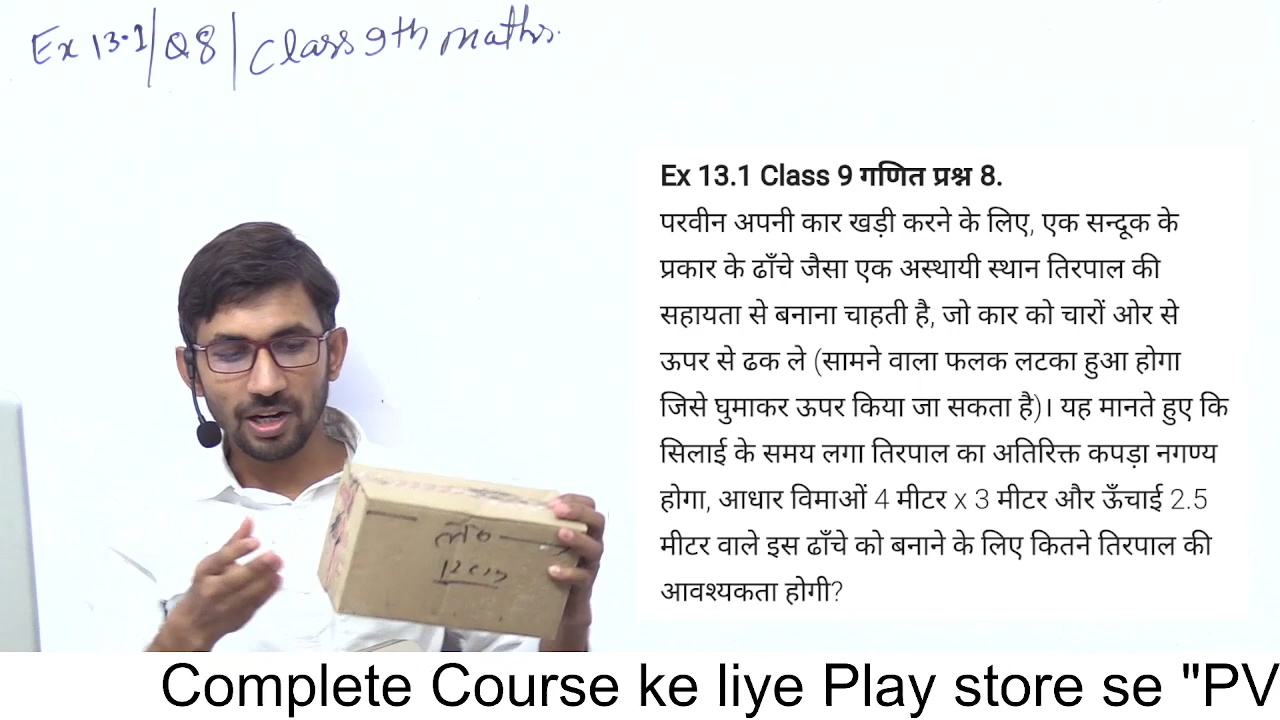 Ex 13.1 | Q8 | Class 9th maths.
Ex 13.1 Class 9 गणित प्रश्न 8.
परवीन अपनी कार खड़ी करने के लिए, एक सन्दूक के
प्रकार के ढाँचे जैसा एक अस्थायी स्थान तिरपाल की
सहायता से बनाना चाहती है, जो कार को चारों ओर से
ऊपर से ढक ले (सामने वाला फलक लटका हुआ होगा
जिसे घुमाकर ऊपर किया जा सकता है)। यह मानते हुए कि
सिलाई के समय लगा तिरपाल का अतिरिक्त कपड़ा नगण्य
होगा, आधार विमाओं 4 मीटर x 3 मीटर और ऊँचाई 2.5
मीटर वाले इस ढाँचे को बनाने के लिए कितने तिरपाल की
आवश्यकता होगी?
Complete Course ke liye Play store se "PV